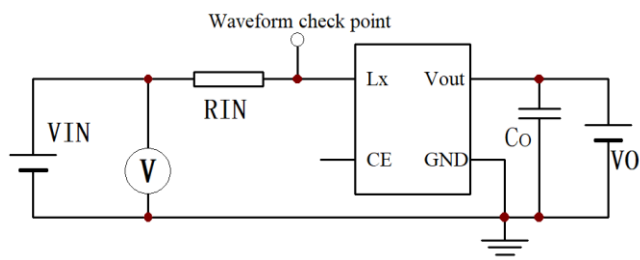 Waveform check point
Lx
Vout
VIN
RIN
V
CE
GND
CO
VO